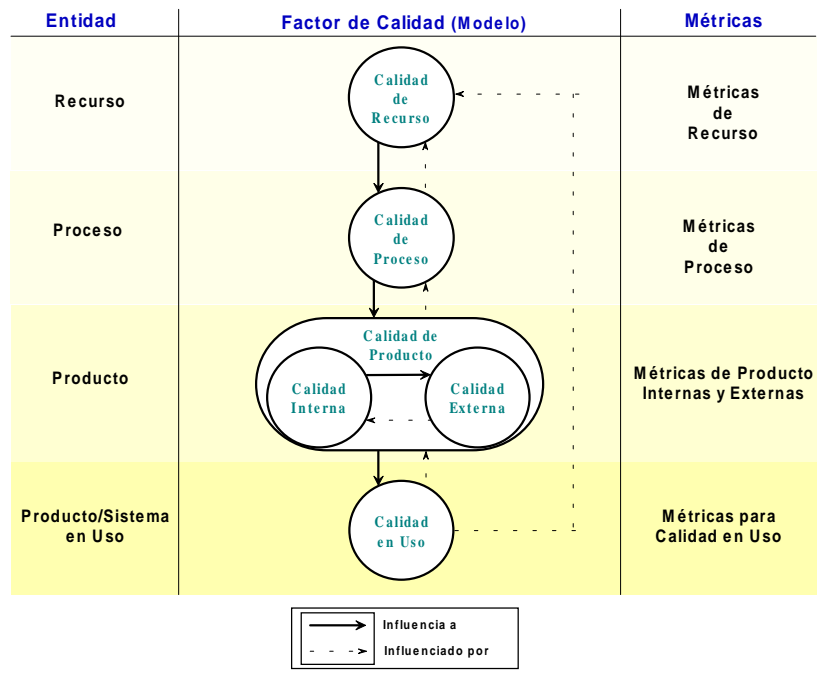 Entidad
Factor de Calidad (Modelo)
Métricas
Recurso
Calidad
de
Recurso
Métricas
de
Recurso
Proceso
Calidad
de
Proceso
Métricas
de
Proceso
Producto
Calidad de
Producto
Calidad
Interna
Calidad
Externa
Métricas de Producto
Internas y Externas
Producto/Sistema
en Uso
Calidad
en Uso
Métricas para
Calidad en Uso
Influencia a
Influenciado por